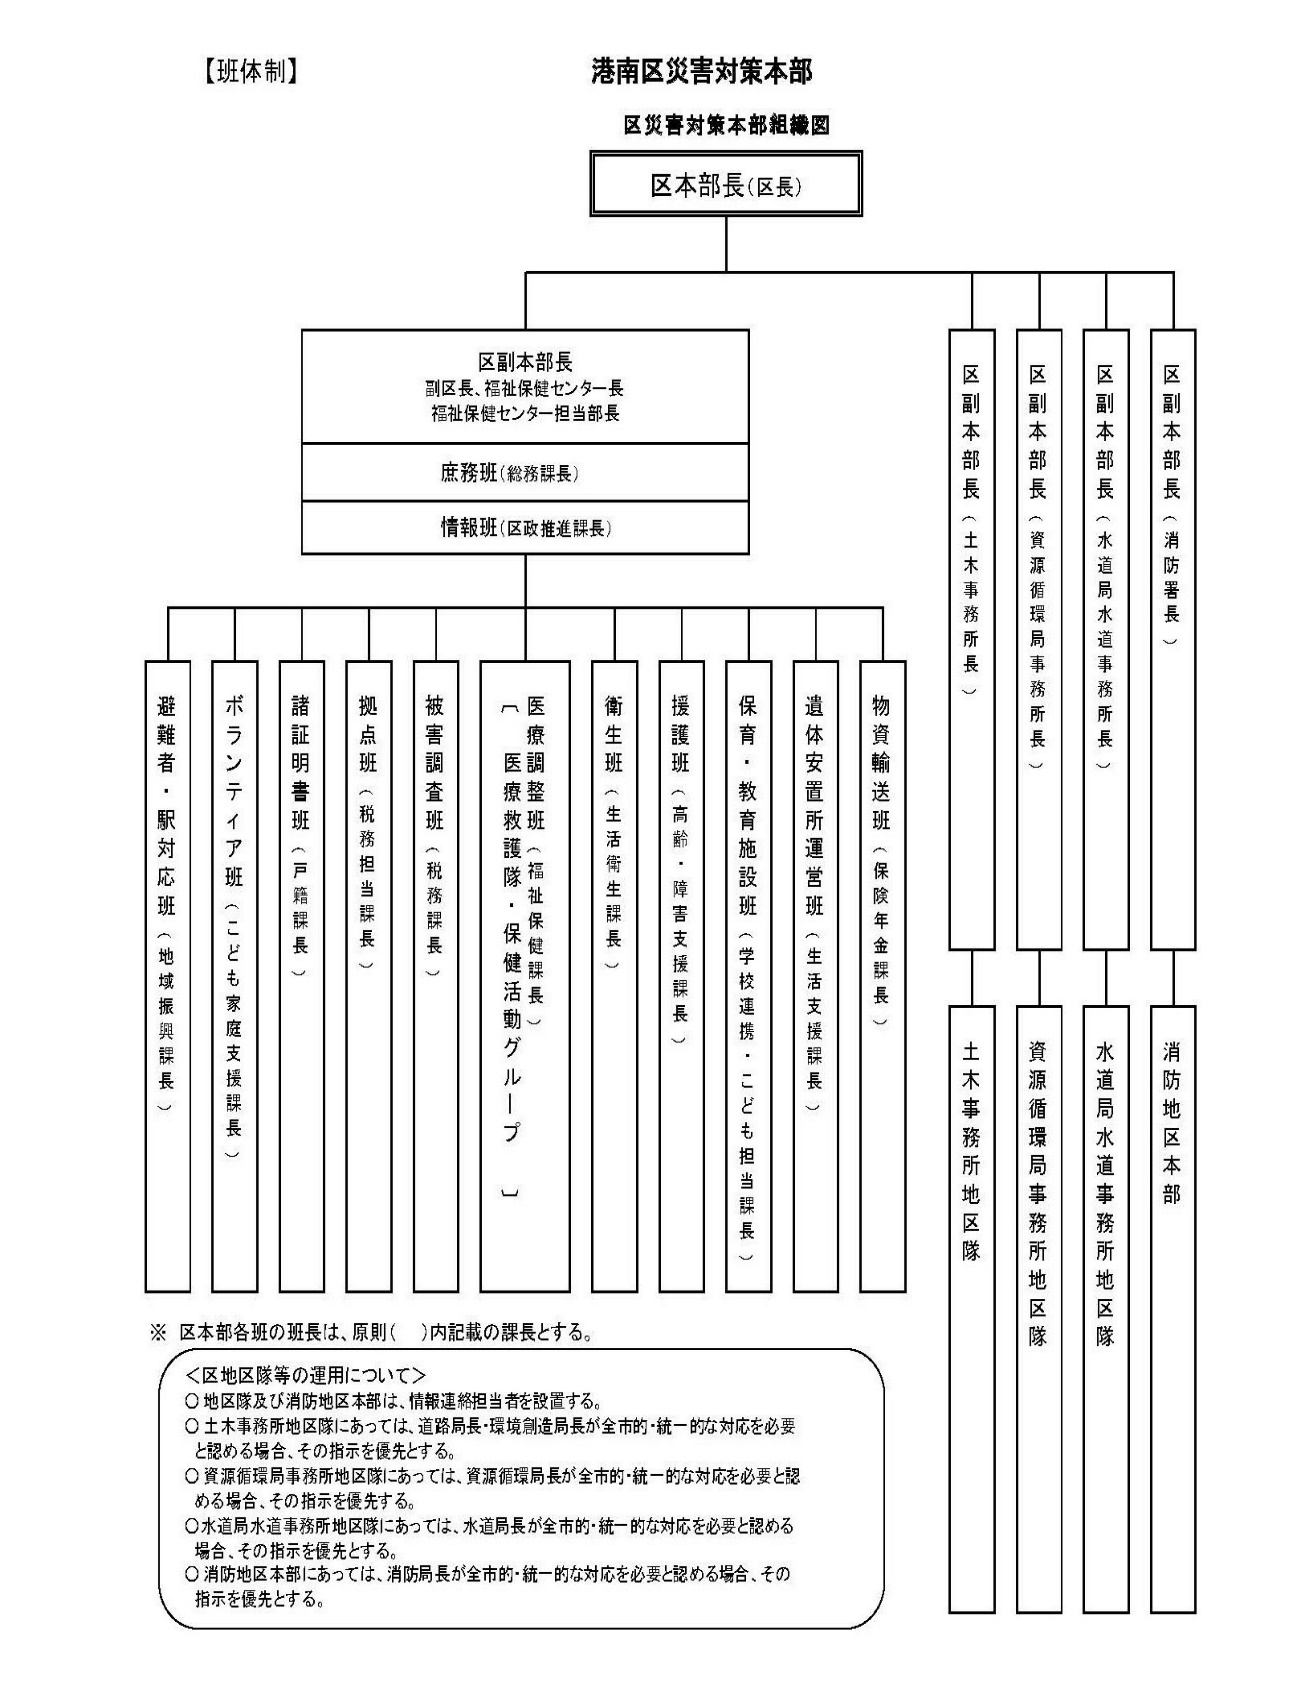 【班体制】
港南区災害対策本部
区災害対策本部組織図
区本部長(区長)
区副本部長
副区長、福祉保健センター長
福祉保健センター担当部長
庶務班(総務課長)
情報班(区政推進課長)
区副本部長(土木事務所長)
区副本部長(資源循環局事務所長)
区副本部長(水道局水道事務所長)
区副本部長(消防署長)
避難者・駅対応班(地域振興課長)
ボランティア班(こども家庭支援課長)
諸証明書班(戸籍課長)
拠点班(税務担当課長)
被害調査班(税務課長)
医療調整班(福祉保健課長)
〔 医療救護隊・保健活動グループ 〕
衛生班(生活衛生課長)
援護班(高齢・障害支援課長)
保育・教育施設班(学校連携・こども担当課長)
遺体安置所運営班(生活支援課長)
物資輸送班(保険年金課長)
土木事務所地区隊
資源循環局事務所地区隊
水道局水道事務所地区隊
消防地区本部
※ 区本部各班の班長は、原則( )内記載の課長とする。
＜区地区隊等の運用について＞
○ 地区隊及び消防地区本部は、情報連絡担当者を設置する。
○ 土木事務所地区隊にあっては、道路局長・環境創造局長が全市的・統一的な対応を必要
と認める場合、その指示を優先とする。
○ 資源循環局事務所地区隊にあっては、資源循環局長が全市的・統一的な対応を必要と認
める場合、その指示を優先する。
○水道局水道事務所地区隊にあっては、水道局長が全市的・統一的な対応を必要と認める
場合、その指示を優先とする。
○ 消防地区本部にあっては、消防局長が全市的・統一的な対応を必要と認める場合、その
指示を優先とする。